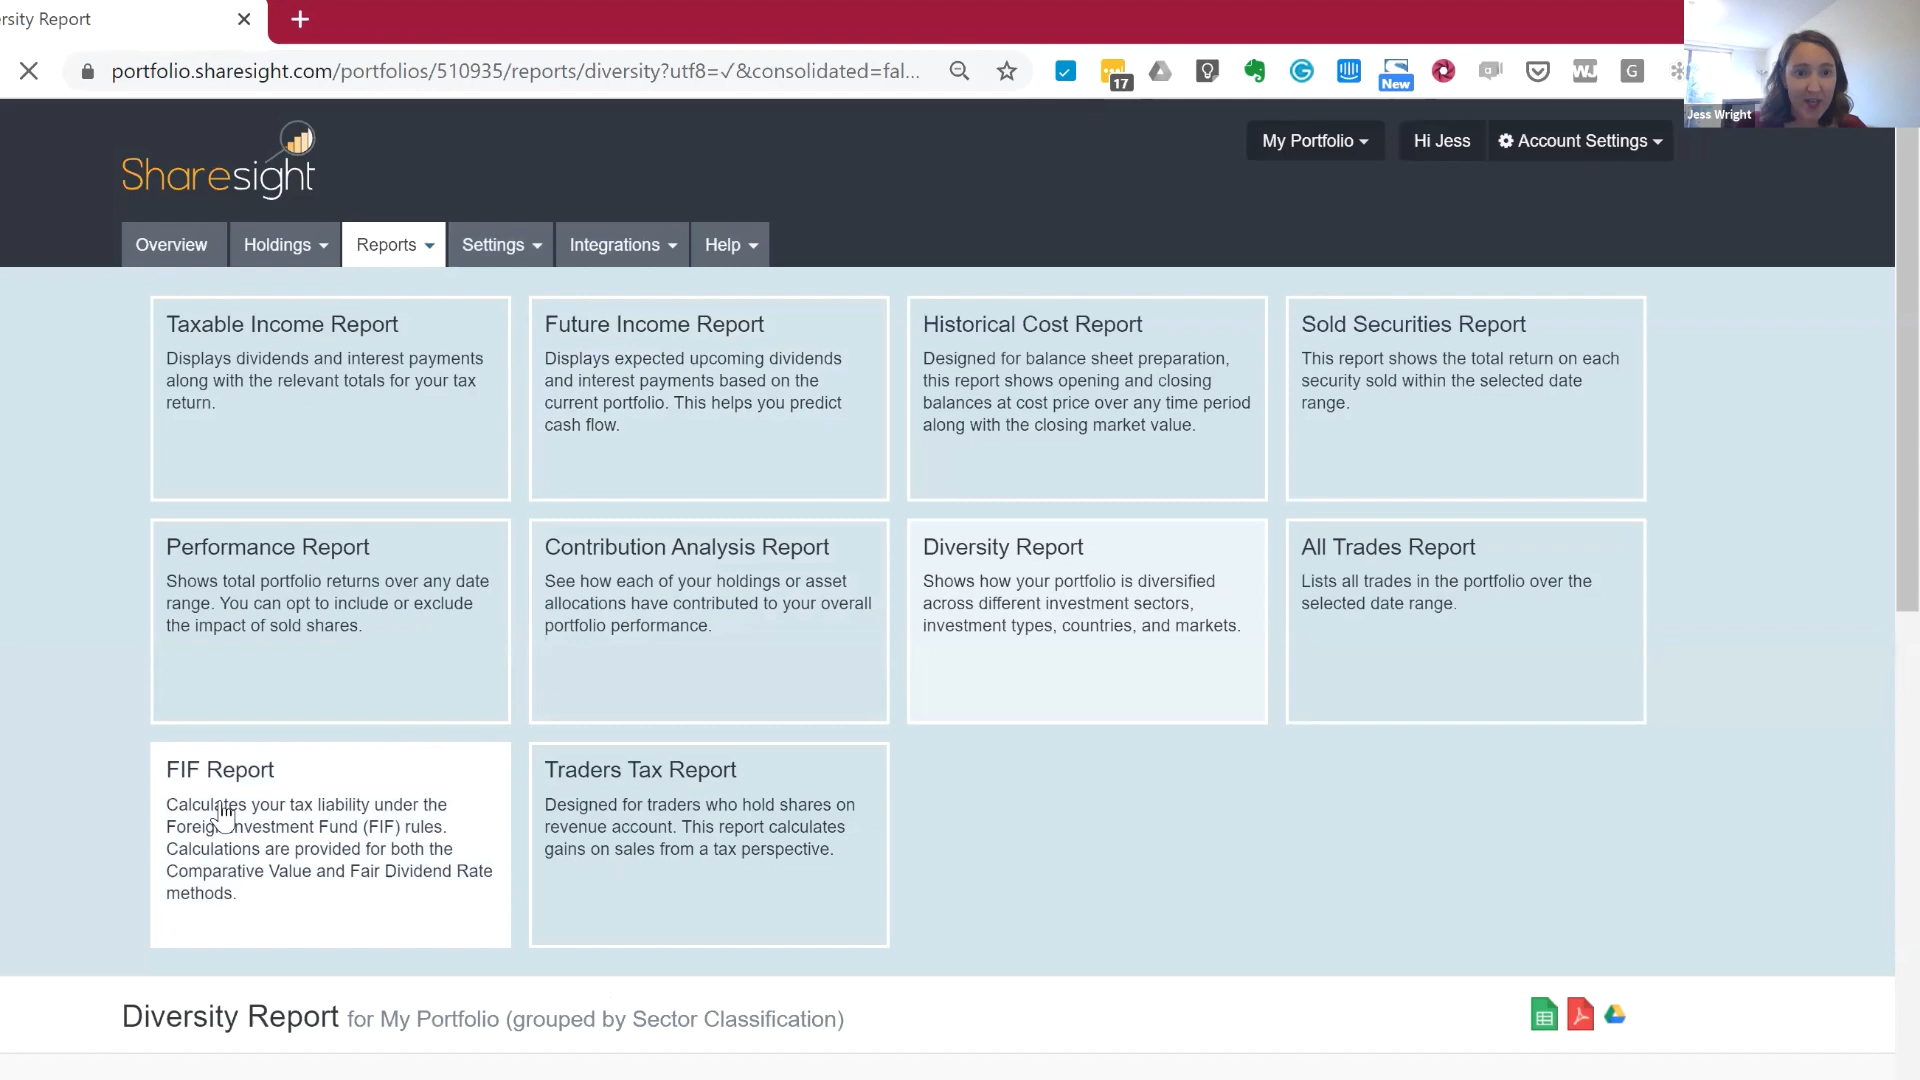 rsity Report
portfolio.sharesight.com/portfolios/510935/reports/diversity?utf8=✓&consolidated=fal...
17
New
Jess Wright
Sharesight
My Portfolio
Hi Jess
Account Settings
Overview
Holdings
Reports
Settings
Integrations
Help
Taxable Income Report
Displays dividends and interest payments
along with the relevant totals for your tax
return.
Future Income Report
Displays expected upcoming dividends
and interest payments based on the
current portfolio. This helps you predict
cash flow.
Historical Cost Report
Designed for balance sheet preparation,
this report shows opening and closing
balances at cost price over any time period
along with the closing market value.
Sold Securities Report
This report shows the total return on each
security sold within the selected date
range.
Performance Report
Shows total portfolio returns over any date
range. You can opt to include or exclude
the impact of sold shares.
Contribution Analysis Report
See how each of your holdings or asset
allocations have contributed to your overall
portfolio performance.
Diversity Report
Shows how your portfolio is diversified
across different investment sectors,
investment types, countries, and markets.
All Trades Report
Lists all trades in the portfolio over the
selected date range.
FIF Report
Calculates your tax liability under the
Foreign Investment Fund (FIF) rules.
Calculations are provided for both the
Comparative Value and Fair Dividend Rate
methods.
Traders Tax Report
Designed for traders who hold shares on
revenue account. This report calculates
gains on sales from a tax perspective.
Diversity Report for My Portfolio (grouped by Sector Classification)